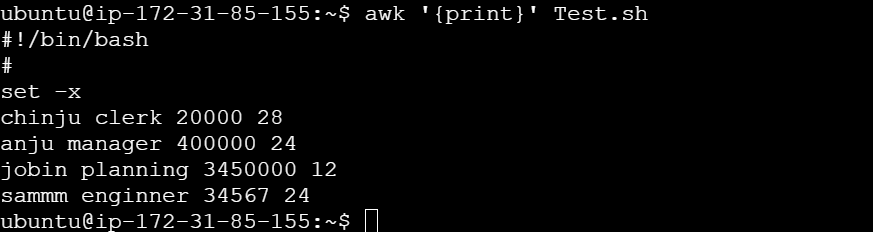 ubuntu@ip-172-31-85-155:~$ awk '{print}' Test.sh
#!/bin/bash
#
set -x
chinju clerk 20000 28
anju manager 400000 24
jobin planning 3450000 12
sammm enginner 34567 24
ubuntu@ip-172-31-85-155:~$